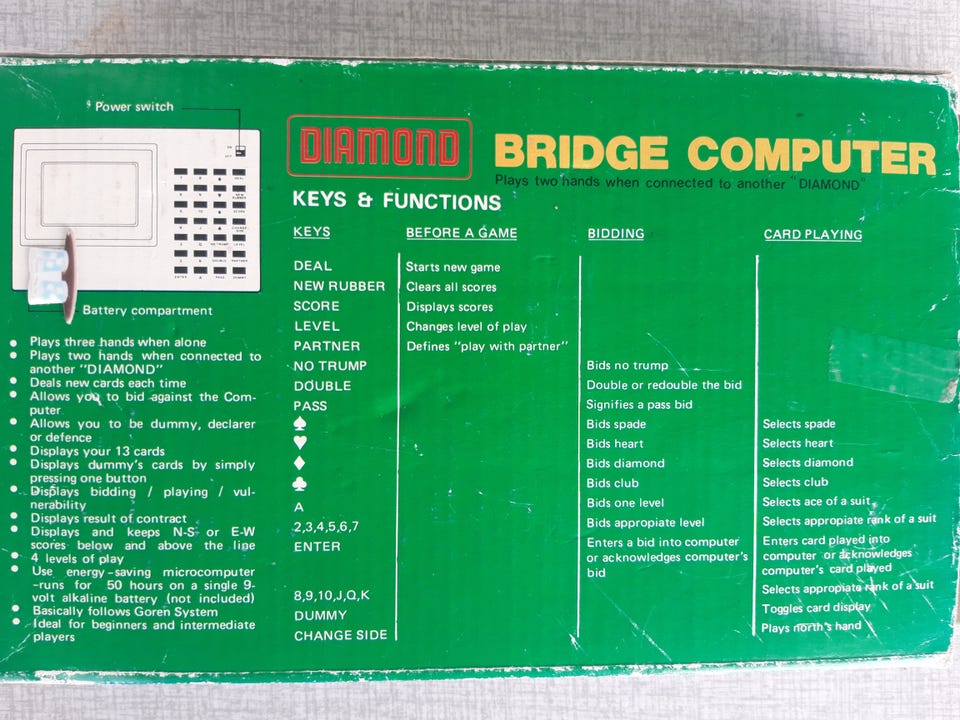 Power switch
DIAMOND
BRIDGE COMPUTER
Plays two hands when connected to another "DIAMOND"
KEYS & FUNCTIONS
KEYS BEFORE A GAME BIDDING CARD PLAYING
DEAL Starts new game
NEW RUBBER Clears all scores
SCORE Displays scores
LEVEL Changes level of play
PARTNER Defines "play with partner"
NO TRUMP Bids no trump
DOUBLE Double or redouble the bid
PASS Signifies a pass bid
♠ Bids spade Selects spade
♥ Bids heart Selects heart
♦ Bids diamond Selects diamond
♣ Bids club Selects club
A Bids one level Selects ace of a suit
2,3,4,5,6,7 Bids appropiate level Selects appropiate rank of a suit
ENTER Enters a bid into computer Enters card played into
or acknowledges computer's computer or acknowledges
bid computer's card played
8,9,10,J,Q,K Selects appropiate rank of a suit
DUMMY Toggles card display
CHANGE SIDE Plays north's hand
Battery compartment
● Plays three hands when alone
● Plays two hands when connected to
another "DIAMOND"
● Deals new cards each time
● Allows you to bid against the Com-
puter
● Allows you to be dummy, declarer
or defence
● Displays your 13 cards
● Displays dummy's cards by simply
pressing one button
● Displays bidding / playing / vul-
nerability
● Displays result of contract
● Displays and keeps N-S or E-W
scores below and above the line
● 4 levels of play
● Use energy-saving microcomputer
-runs for 50 hours on a single 9-
volt alkaline battery (not included)
● Basically follows Goren System
● Ideal for beginners and intermediate
players